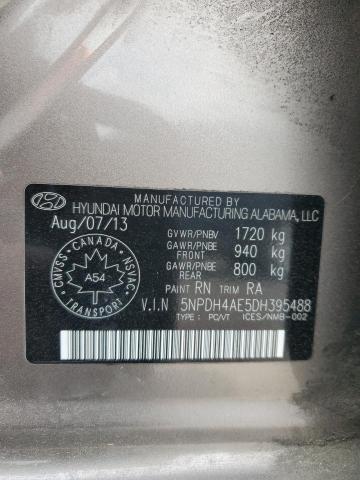 MANUFACTURED BY
HYUNDAI MOTOR MANUFACTURING ALABAMA, LLC
Aug/07/13
GVWR/PNBV 1720 kg
GAWR/PNBE FRONT 940 kg
GAWR/PNBE REAR 800 kg
PAINT RN TRIM RA
V.I.N 5NPDH4AE5DH395488
TYPE : PC/VT ICES/NMB-002
CMVSS - CANADA - NSVAC
A54
TRANSPORT